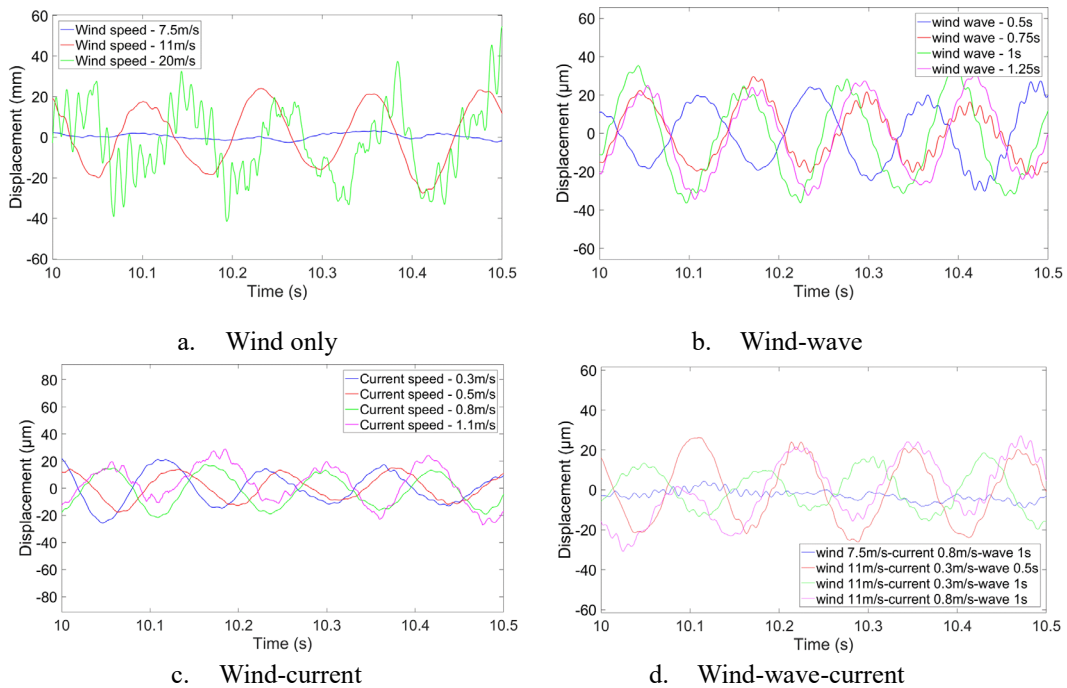 Wind speed - 7.5m/s
Wind speed - 11m/s
Wind speed - 20m/s
Displacement (mm)
60
40
20
0
-20
-40
-60
10
10.1
10.2
10.3
10.4
10.5
Time (s)
a. Wind only
wind wave - 0.5s
wind wave - 0.75s
wind wave - 1s
wind wave - 1.25s
Displacement (µm)
60
40
20
0
-20
-40
-60
10
10.1
10.2
10.3
10.4
10.5
Time (s)
b. Wind-wave
Current speed - 0.3m/s
Current speed - 0.5m/s
Current speed - 0.8m/s
Current speed - 1.1m/s
Displacement (µm)
80
60
40
20
0
-20
-40
-60
-80
10
10.1
10.2
10.3
10.4
10.5
Time (s)
c. Wind-current
Displacement (µm)
60
40
20
0
-20
-40
-60
wind 7.5m/s-current 0.8m/s-wave 1s
wind 11m/s-current 0.3m/s-wave 0.5s
wind 11m/s-current 0.3m/s-wave 1s
wind 11m/s-current 0.8m/s-wave 1s
10
10.1
10.2
10.3
10.4
10.5
Time (s)
d. Wind-wave-current